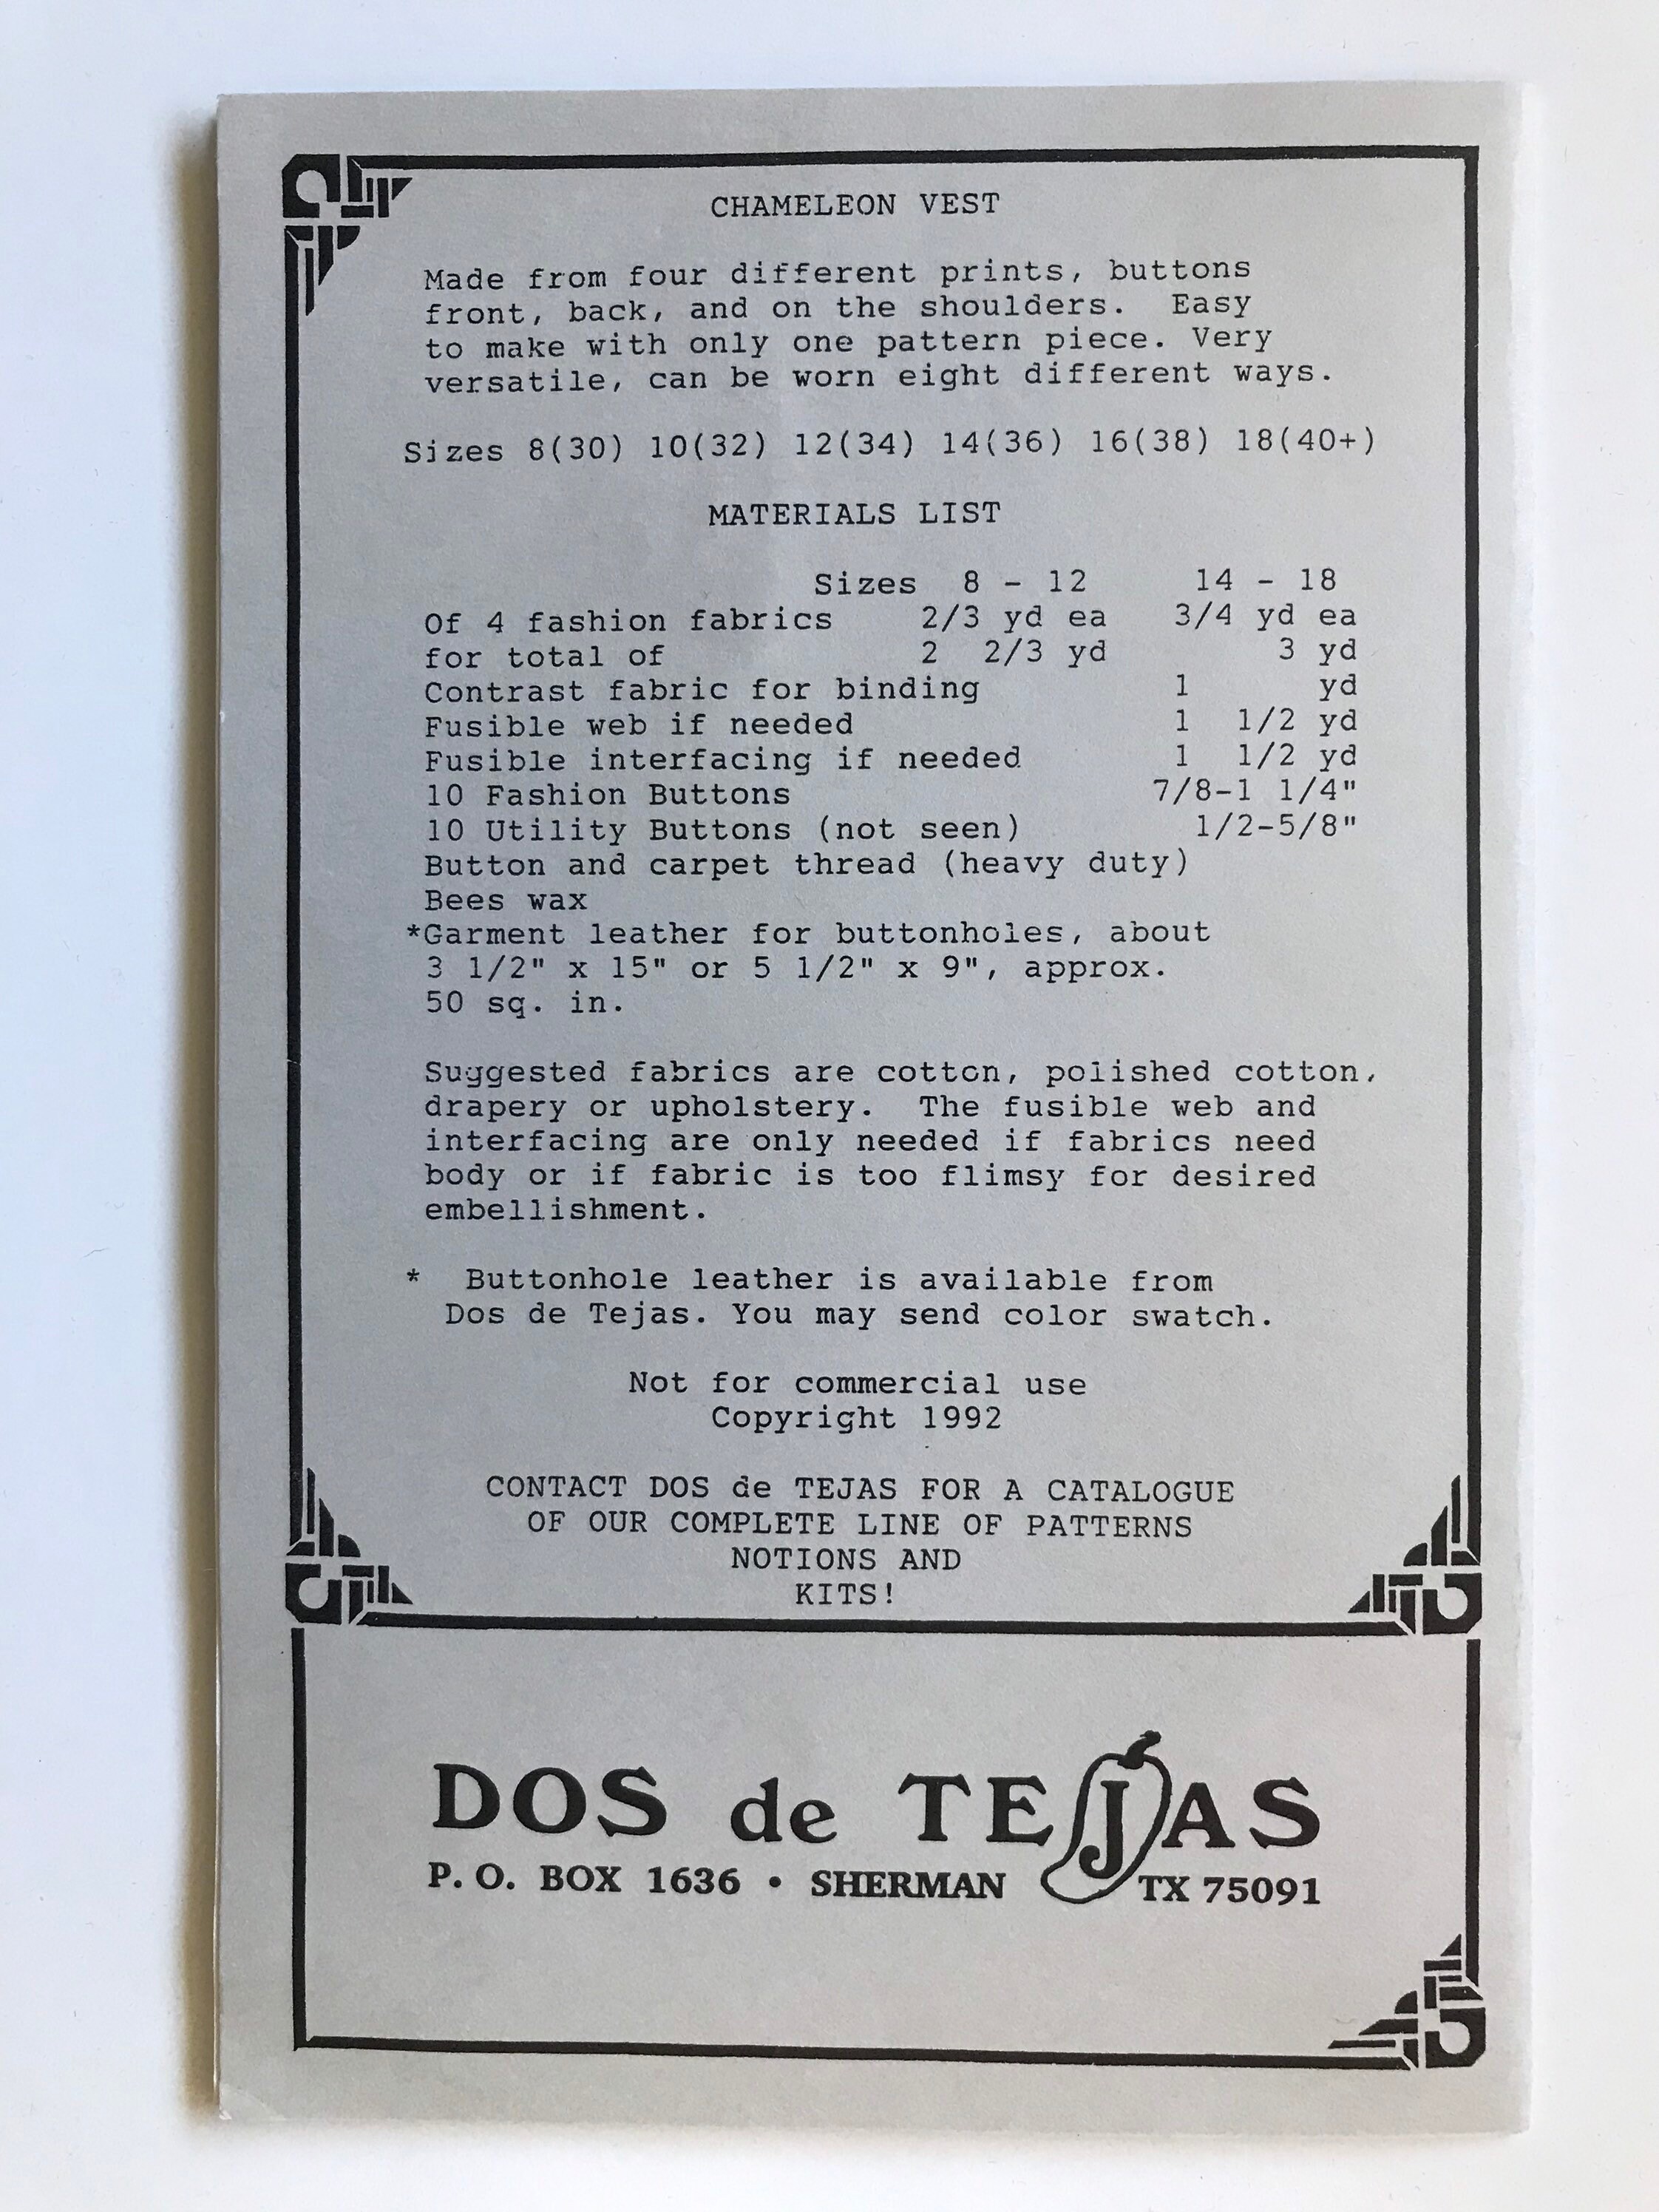 CHAMELEON VEST
Made from four different prints, buttons
front, back, and on the shoulders. Easy
to make with only one pattern piece. Very
versatile, can be worn eight different ways.
Sizes 8(30) 10(32) 12(34) 14(36) 16(38) 18(40+)
MATERIALS LIST
Sizes 8 - 12 14 - 18
Of 4 fashion fabrics 2/3 yd ea 3/4 yd ea
for total of 2 2/3 yd 3 yd
Contrast fabric for binding 1 yd
Fusible web if needed 1 1/2 yd
Fusible interfacing if needed 1 1/2 yd
10 Fashion Buttons 7/8-1 1/4"
10 Utility Buttons (not seen) 1/2-5/8"
Button and carpet thread (heavy duty)
Bees wax
*Garment leather for buttonholes, about
3 1/2" x 15" or 5 1/2" x 9", approx.
50 sq. in.
Suggested fabrics are cotton, polished cotton,
drapery or upholstery. The fusible web and
interfacing are only needed if fabrics need
body or if fabric is too flimsy for desired
embellishment.
* Buttonhole leather is available from
Dos de Tejas. You may send color swatch.
Not for commercial use
Copyright 1992
CONTACT DOS de TEJAS FOR A CATALOGUE
OF OUR COMPLETE LINE OF PATTERNS
NOTIONS AND
KITS!
DOS de TEJAS
P. O. BOX 1636 • SHERMAN TX 75091